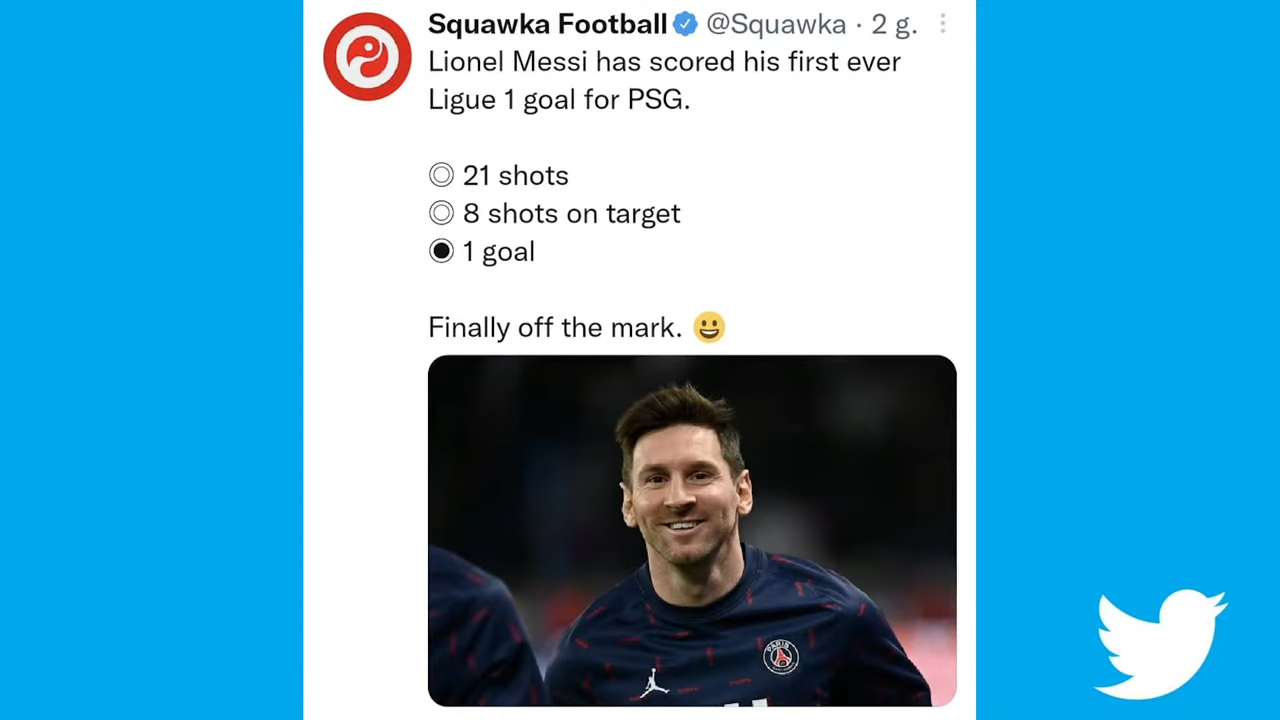 Squawka Football @Squawka · 2 g.
Lionel Messi has scored his first ever
Ligue 1 goal for PSG.
21 shots
8 shots on target
1 goal
Finally off the mark. 😀
PARIS